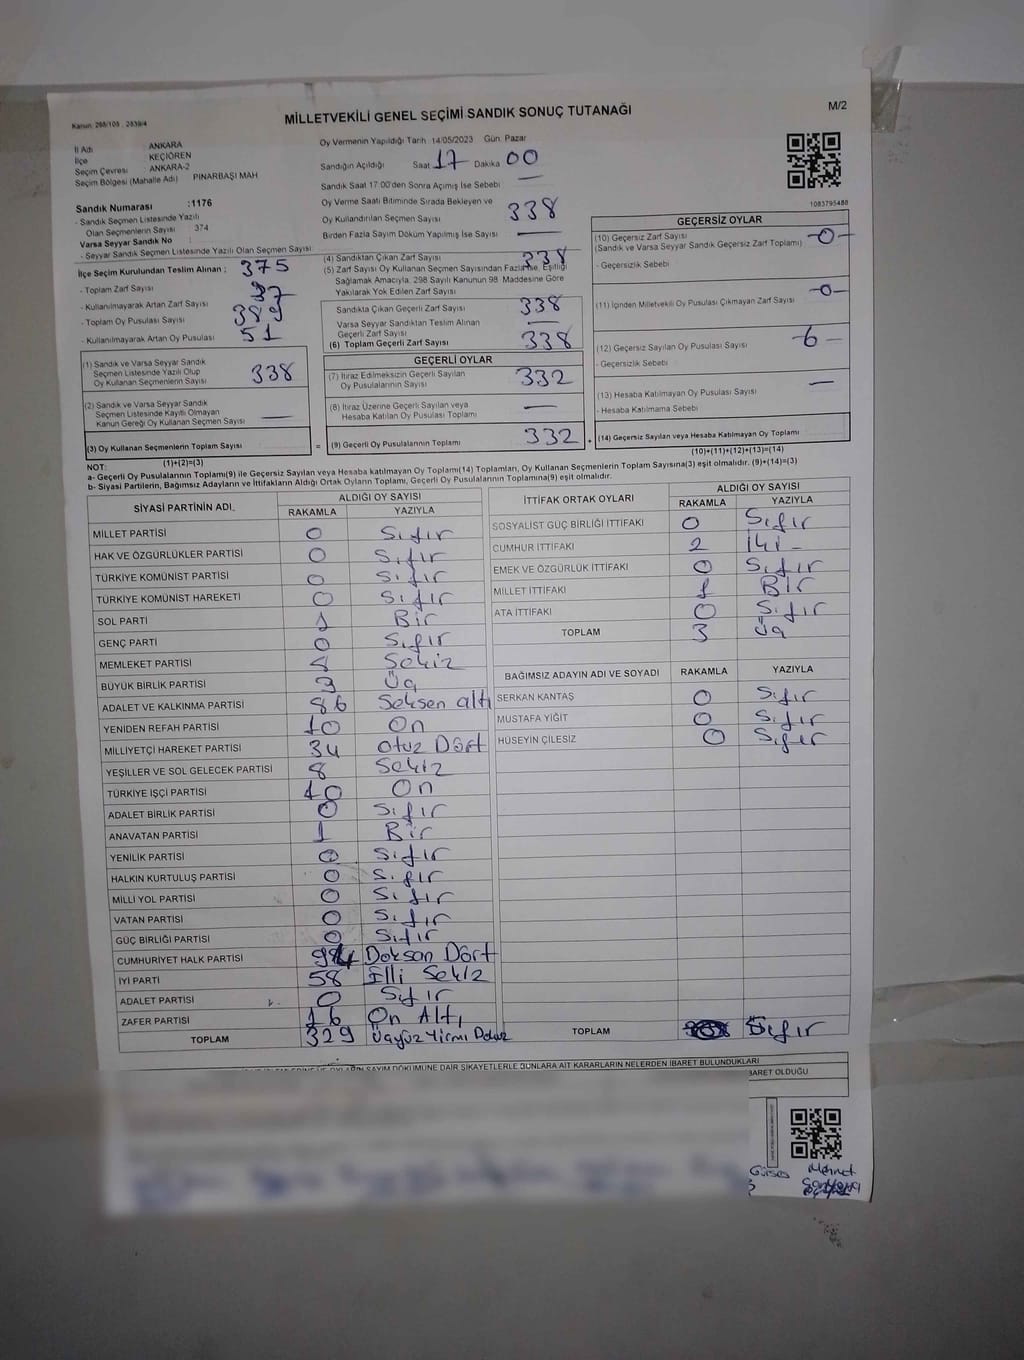 Kanun: 298/105 , 2839/4
MİLLETVEKİLİ GENEL SEÇİMİ SANDIK SONUÇ TUTANAĞI
M/2
İl Adı : ANKARA
İlçe : KEÇİÖREN
Seçim Çevresi : ANKARA-2
Seçim Bölgesi (Mahalle Adı) PINARBAŞI MAH
Sandık Numarası :1176
- Sandık Seçmen Listesinde Yazılı
Olan Seçmenlerin Sayısı : 374
Varsa Seyyar Sandık No :
- Seyyar Sandık Seçmen Listesinde Yazılı Olan Seçmen Sayısı:
İlçe Seçim Kurulundan Teslim Alınan ;
- Toplam Zarf Sayısı 375
- Kullanılmayarak Artan Zarf Sayısı 37
- Toplam Oy Pusulası Sayısı 389
- Kullanılmayarak Artan Oy Pusulası 51
(1) Sandık ve Varsa Seyyar Sandık
Seçmen Listesinde Yazılı Olup
Oy Kullanan Seçmenlerin Sayısı 338
(2) Sandık ve Varsa Seyyar Sandık
Seçmen Listesinde Kayıtlı Olmayan
Kanun Gereği Oy Kullanan Seçmen Sayısı —
(3) Oy Kullanan Seçmenlerin Toplam Sayısı
=
(1)+(2)=(3)
Oy Vermenin Yapıldığı Tarih 14/05/2023 Gün: Pazar
Sandığın Açıldığı Saat 17 Dakika 00
Sandık Saat 17:00'den Sonra Açımış İse Sebebi —
Oy Verme Saati Bitiminde Sırada Bekleyen ve
Oy Kullandırılan Seçmen Sayısı 338
Birden Fazla Sayım Döküm Yapılmış İse Sayısı —
(4) Sandıktan Çıkan Zarf Sayısı 338
(5) Zarf Sayısı Oy Kullanan Seçmen Sayısından Fazla ise, Eşitliği
Sağlamak Amacıyla, 298 Sayılı Kanunun 98. Maddesine Göre
Yakılarak Yok Edilen Zarf Sayısı
Sandıkta Çıkan Geçerli Zarf Sayısı 338
Varsa Seyyar Sandıktan Teslim Alınan
Geçerli Zarf Sayısı —
(6) Toplam Geçerli Zarf Sayısı 338
GEÇERLİ OYLAR
(7) İtiraz Edilmeksizin Geçerli Sayılan
Oy Pusulalarının Sayısı 332
(8) İtiraz Üzerine Geçerli Sayılan veya
Hesaba Katılan Oy Pusulası Toplamı —
(9) Geçerli Oy Pusulalarının Toplamı 332
+
1083795488
GEÇERSİZ OYLAR
(10) Geçersiz Zarf Sayısı -0-
(Sandık ve Varsa Seyyar Sandık Geçersiz Zarf Toplamı)
- Geçersizlik Sebebi
(11) İçinden Milletvekili Oy Pusulası Çıkmayan Zarf Sayısı -0-
(12) Geçersiz Sayılan Oy Pusulası Sayısı -6-
- Geçersizlik Sebebi
(13) Hesaba Katılmayan Oy Pusulası Sayısı —
- Hesaba Katılmama Sebebi
(14) Geçersiz Sayılan veya Hesaba Katılmayan Oy Toplamı
(10)+(11)+(12)+(13)=(14)
NOT:
a- Geçerli Oy Pusulalarının Toplamı(9) ile Geçersiz Sayılan veya Hesaba katılmayan Oy Toplamı(14) Toplamları, Oy Kullanan Seçmenlerin Toplam Sayısına(3) eşit olmalıdır. (9)+(14)=(3)
b- Siyasi Partilerin, Bağımsız Adayların ve İttifakların Aldığı Ortak Oyların Toplamı, Geçerli Oy Pusulalarının Toplamına(9) eşit olmalıdır.
SİYASİ PARTİNİN ADI
ALDIĞI OY SAYISI
RAKAMLA YAZIYLA
MİLLET PARTİSİ 0 Sıfır
HAK VE ÖZGÜRLÜKLER PARTİSİ 0 Sıfır
TÜRKİYE KOMÜNİST PARTİSİ 0 Sıfır
TÜRKİYE KOMÜNİST HAREKETİ 0 Sıfır
SOL PARTİ 1 Bir
GENÇ PARTİ 0 Sıfır
MEMLEKET PARTİSİ 8 Sekiz
BÜYÜK BİRLİK PARTİSİ 3 Üç
ADALET VE KALKINMA PARTİSİ 86 Seksen altı
YENİDEN REFAH PARTİSİ 10 On
MİLLİYETÇİ HAREKET PARTİSİ 34 Otuz Dört
YEŞİLLER VE SOL GELECEK PARTİSİ 8 Sekiz
TÜRKİYE İŞÇİ PARTİSİ 10 On
ADALET BİRLİK PARTİSİ 0 Sıfır
ANAVATAN PARTİSİ 1 Bir
YENİLİK PARTİSİ 0 Sıfır
HALKIN KURTULUŞ PARTİSİ 0 Sıfır
MİLLİ YOL PARTİSİ 0 Sıfır
VATAN PARTİSİ 0 Sıfır
GÜÇ BİRLİĞİ PARTİSİ 0 Sıfır
CUMHURİYET HALK PARTİSİ 94 Doksan Dört
İYİ PARTİ 58 Elli Sekiz
ADALET PARTİSİ 0 Sıfır
ZAFER PARTİSİ 16 On Altı
TOPLAM 329 Üçyüz Yirmi Dokuz
İTTİFAK ORTAK OYLARI
ALDIĞI OY SAYISI
RAKAMLA YAZIYLA
SOSYALİST GÜÇ BİRLİĞİ İTTİFAKI 0 Sıfır
CUMHUR İTTİFAKI 2 İki -
EMEK VE ÖZGÜRLÜK İTTİFAKI 0 Sıfır
MİLLET İTTİFAKI 1 Bir
ATA İTTİFAKI 0 Sıfır
TOPLAM 3 Üç
BAĞIMSIZ ADAYIN ADI VE SOYADI RAKAMLA YAZIYLA
SERKAN KANTAŞ 0 Sıfır
MUSTAFA YİĞİT 0 Sıfır
HÜSEYİN ÇİLESİZ 0 Sıfır
TOPLAM Sıfır
OYLARIN SAYIM DÖKÜMÜNE DAİR ŞİKAYETLERLE BUNLARA AİT KARARLARIN NELERDEN İBARET BULUNDUKLARI
BARET OLDUĞU
Gürses Mehmet